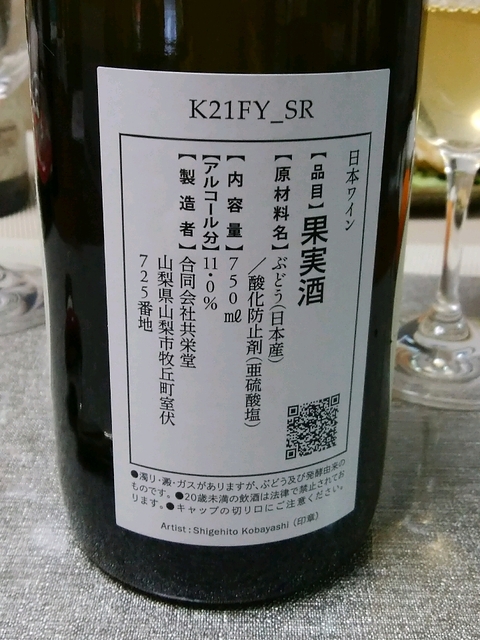 K21FY_SR
日本ワイン
【品目】果実酒
【原材料名】ぶどう（日本産）
／酸化防止剤（亜硫酸塩）
【内容量】750㎖
【アルコール分】11・0%
【製造者】合同会社共栄堂
山梨県山梨市牧丘町室伏
725番地
●濁り・澱・ガスがありますが、ぶどう及び発酵由来の
ものです。●20歳未満の飲酒は法律で禁止されてお
ります。●キャップの切り口にご注意ください。
Artist : Shigehito Kobayashi（印章）